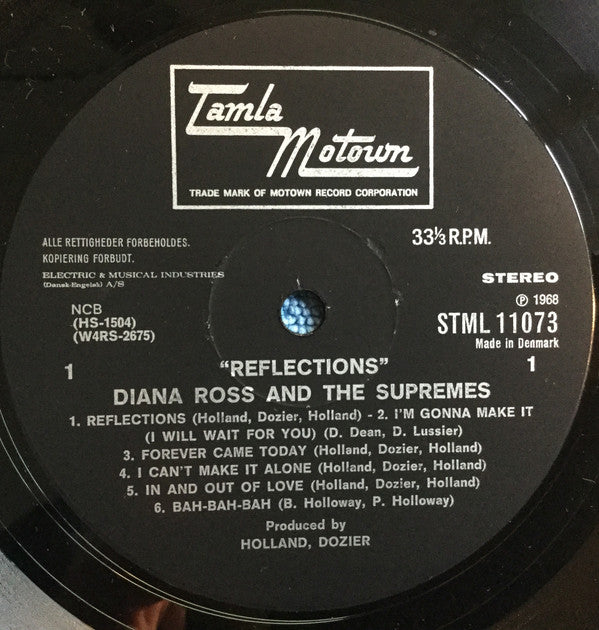 Tamla
Motown
TRADE MARK OF MOTOWN RECORD CORPORATION
ALLE RETTIGHEDER FORBEHOLDES.
KOPIERING FORBUDT.
ELECTRIC & MUSICAL INDUSTRIES
(Dansk-Engelsk) A/S
33⅓ R.P.M.
STEREO
℗ 1968
NCB
(HS-1504)
(W4RS-2675)
STML 11073
Made in Denmark
1
"REFLECTIONS"
1
DIANA ROSS AND THE SUPREMES
1. REFLECTIONS (Holland, Dozier, Holland) - 2. I'M GONNA MAKE IT
(I WILL WAIT FOR YOU) (D. Dean, D. Lussier)
3. FOREVER CAME TODAY (Holland, Dozier, Holland)
4. I CAN'T MAKE IT ALONE (Holland, Dozier, Holland)
5. IN AND OUT OF LOVE (Holland, Dozier, Holland)
6. BAH-BAH-BAH (B. Holloway, P. Holloway)
Produced by
HOLLAND, DOZIER